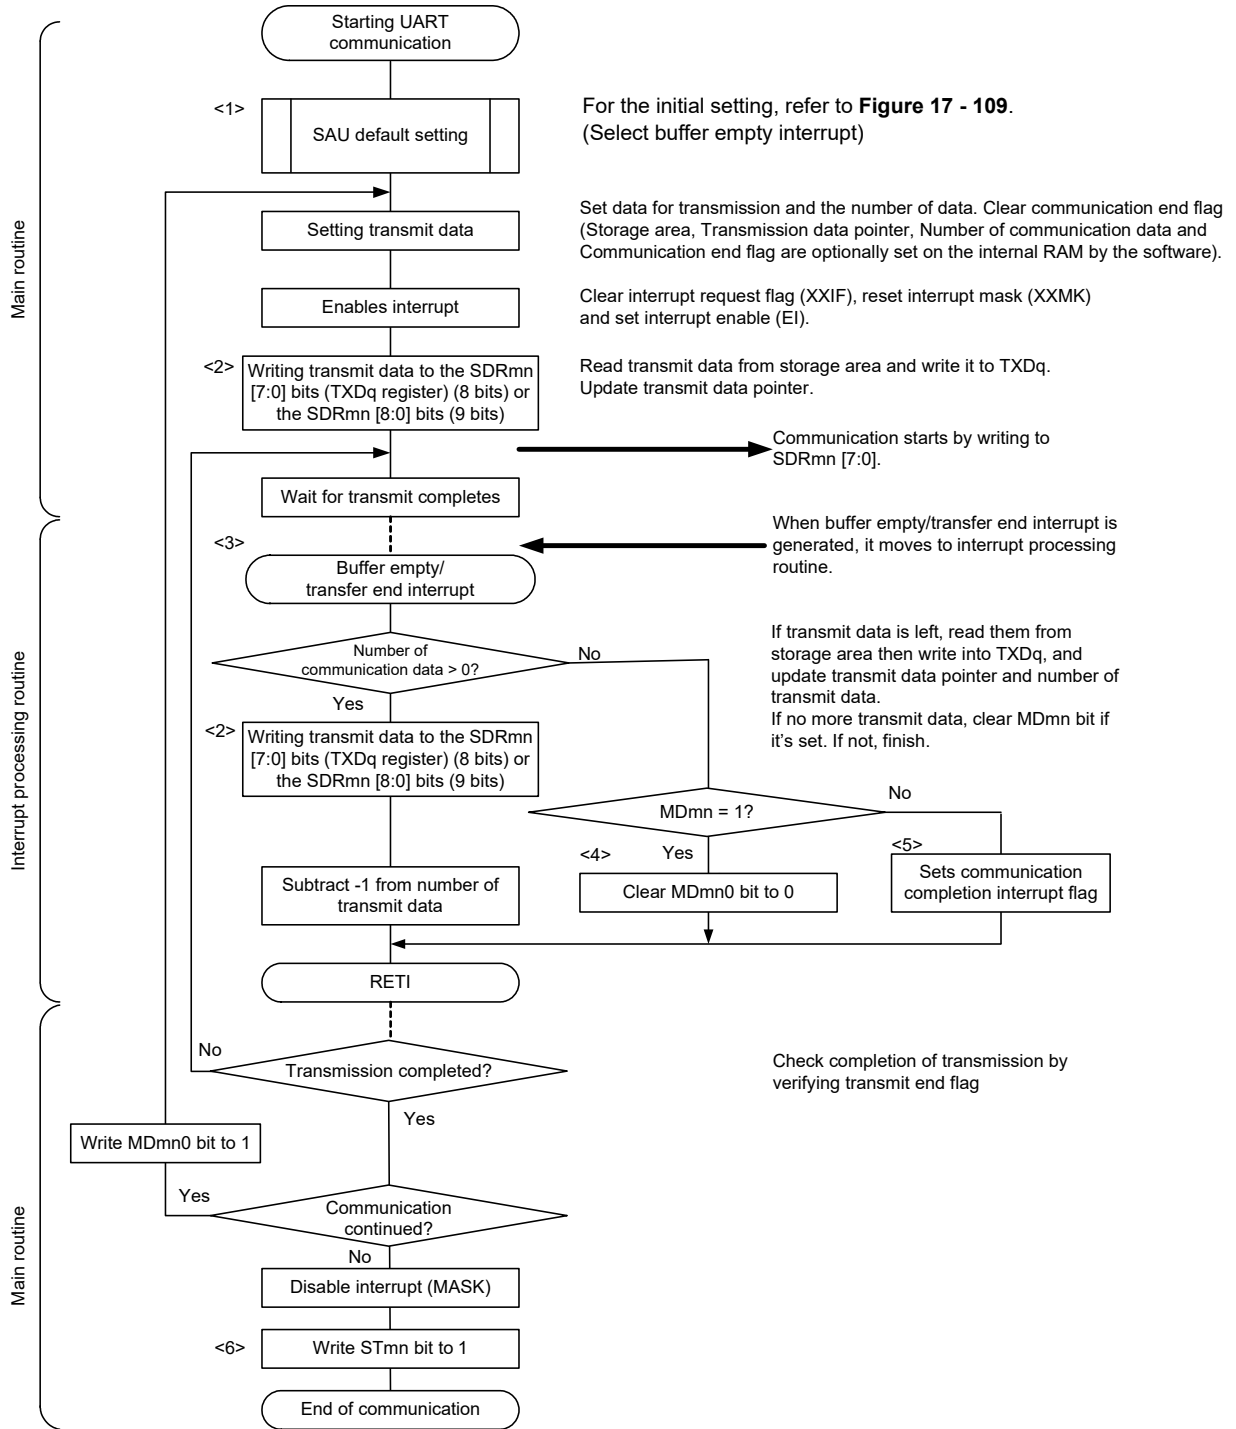 Starting UART
communication
<1>
SAU default setting
For the initial setting, refer to Figure 17 - 109.
(Select buffer empty interrupt)
Main routine
Setting transmit data
Set data for transmission and the number of data. Clear communication end flag
(Storage area, Transmission data pointer, Number of communication data and
Communication end flag are optionally set on the internal RAM by the software).
Enables interrupt
Clear interrupt request flag (XXIF), reset interrupt mask (XXMK)
and set interrupt enable (EI).
<2>
Writing transmit data to the SDRmn
[7:0] bits (TXDq register) (8 bits) or
the SDRmn [8:0] bits (9 bits)
Read transmit data from storage area and write it to TXDq.
Update transmit data pointer.
Communication starts by writing to
SDRmn [7:0].
Wait for transmit completes
<3>
When buffer empty/transfer end interrupt is
generated, it moves to interrupt processing
routine.
Buffer empty/
transfer end interrupt
Interrupt processing routine
Number of
communication data > 0?
No
Yes
If transmit data is left, read them from
storage area then write into TXDq, and
update transmit data pointer and number of
transmit data.
If no more transmit data, clear MDmn bit if
it's set. If not, finish.
<2>
Writing transmit data to the SDRmn
[7:0] bits (TXDq register) (8 bits) or
the SDRmn [8:0] bits (9 bits)
MDmn = 1?
No
Yes
<4>
Clear MDmn0 bit to 0
<5>
Sets communication
completion interrupt flag
Subtract -1 from number of
transmit data
RETI
Main routine
No
Transmission completed?
Yes
Check completion of transmission by
verifying transmit end flag
Write MDmn0 bit to 1
Yes
Communication
continued?
No
Disable interrupt (MASK)
<6>
Write STmn bit to 1
End of communication